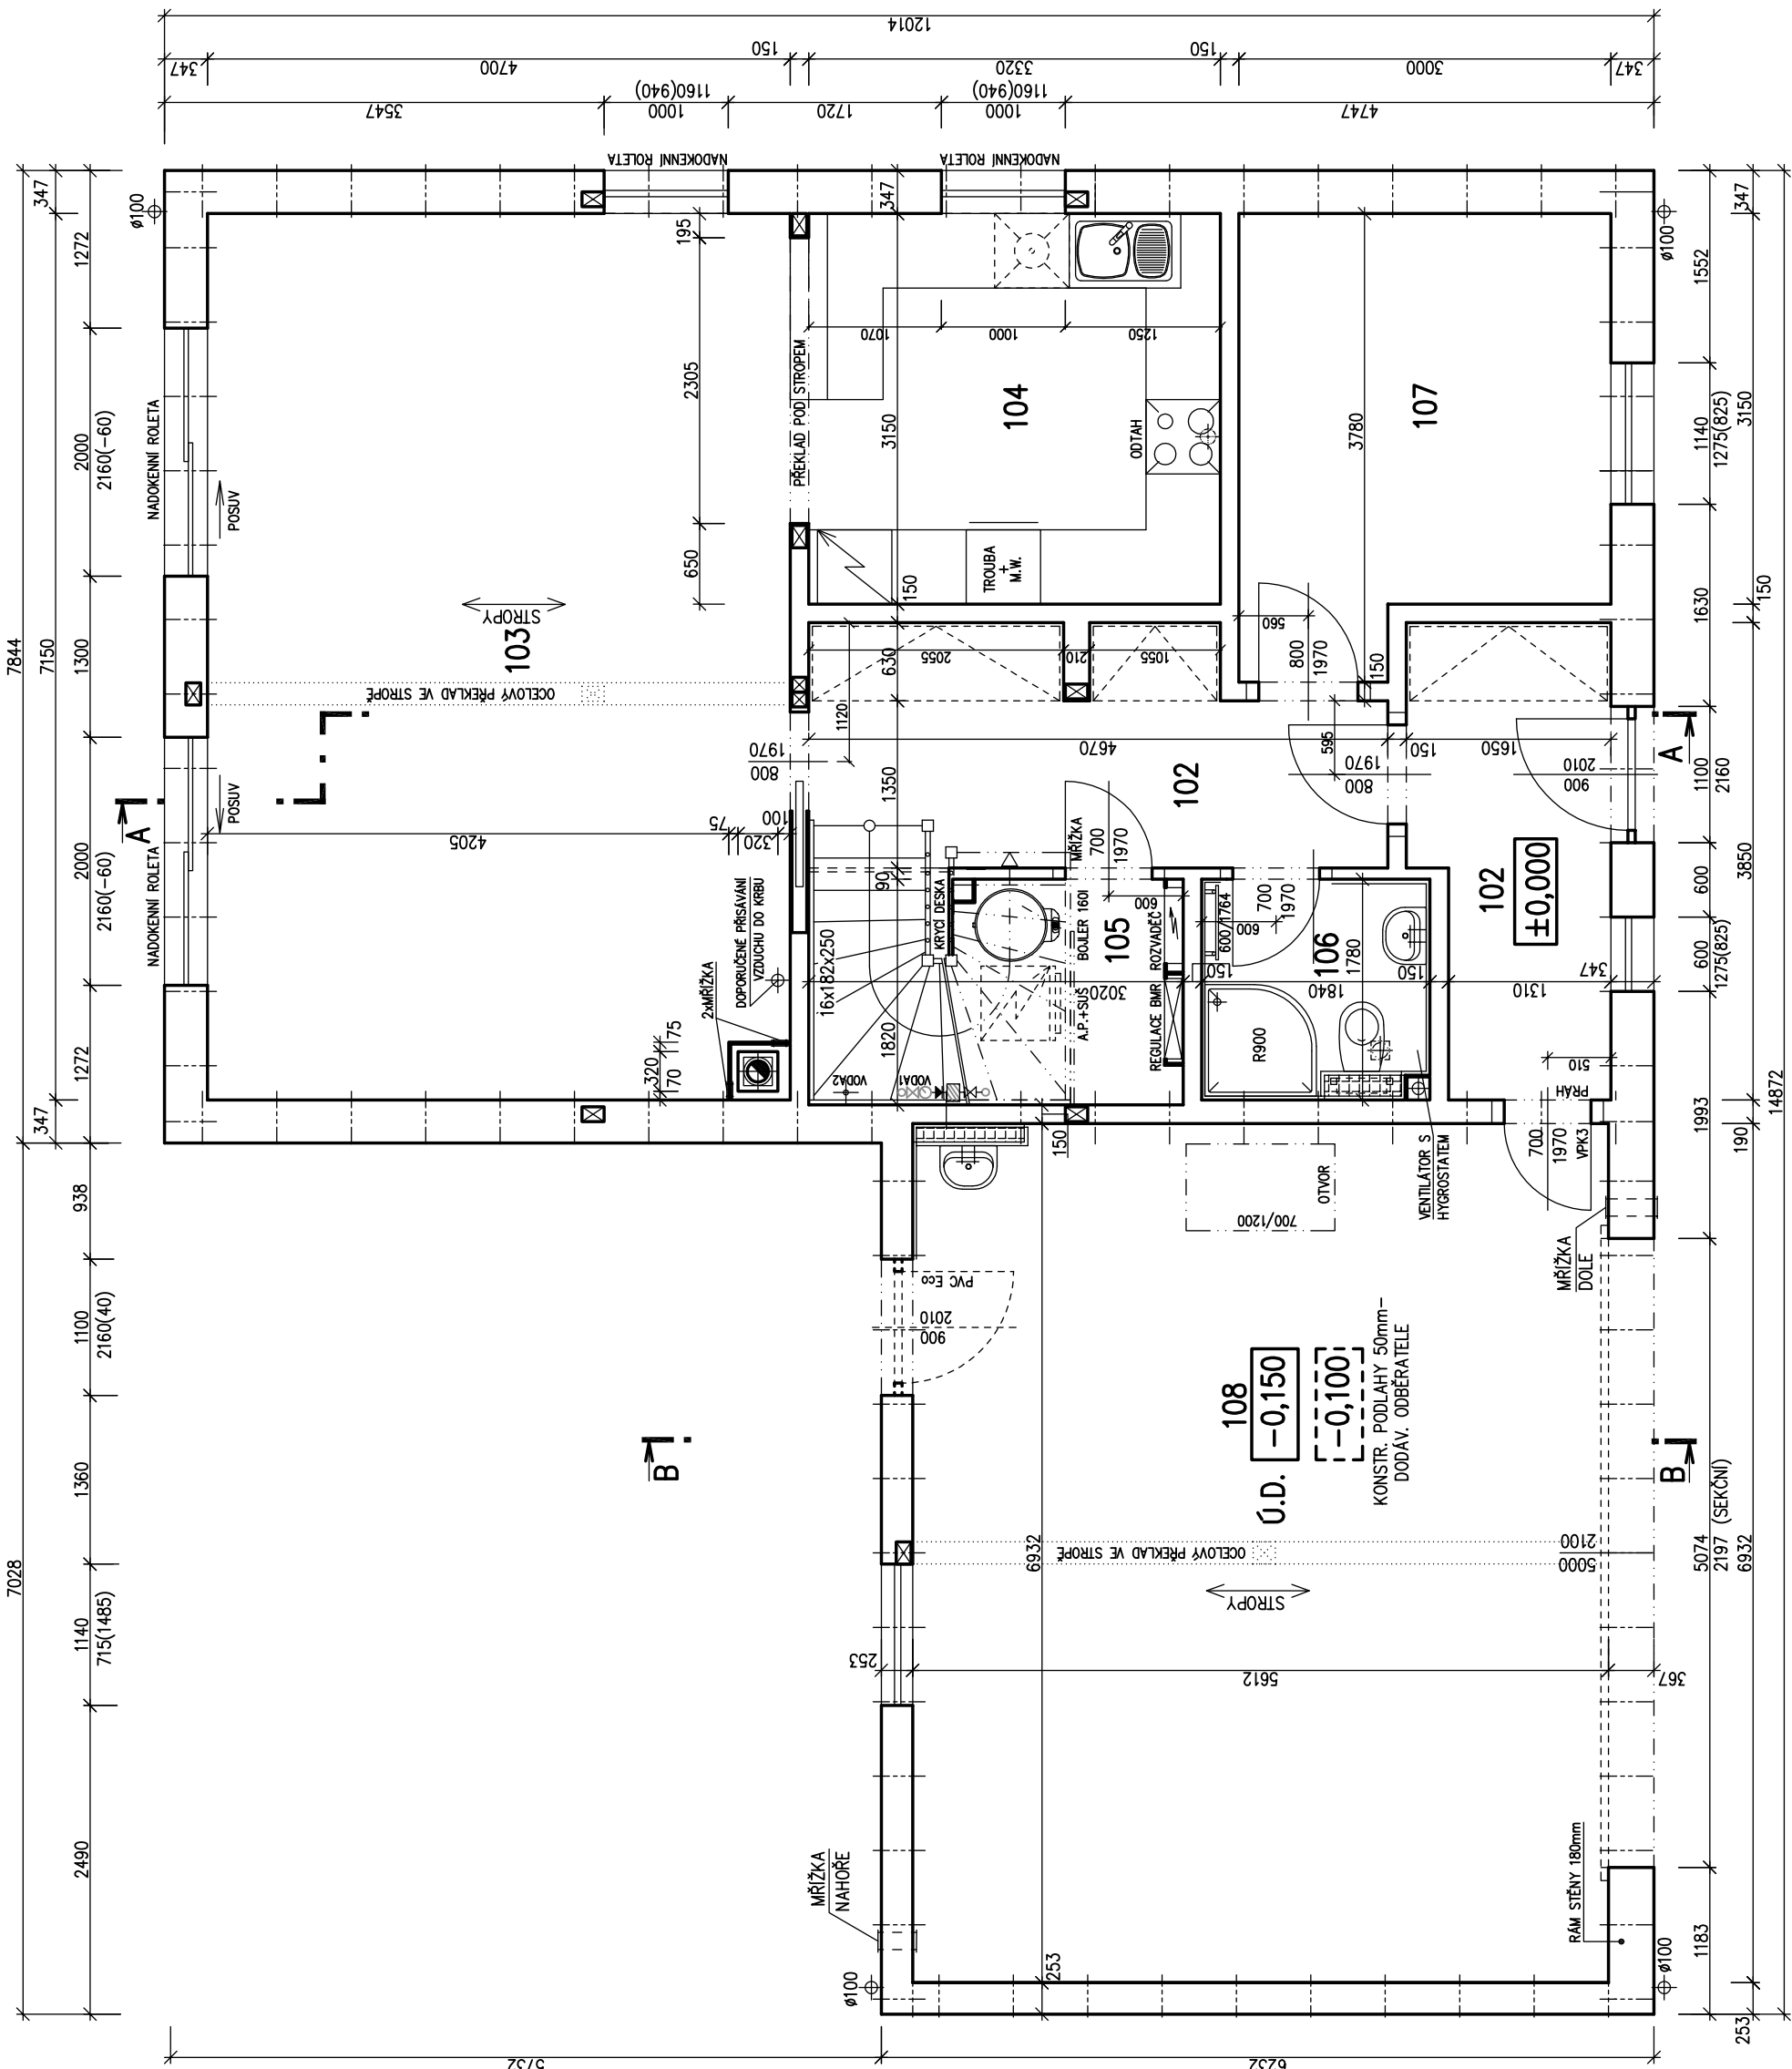 12014
347
4700
150
3320
150
3000
347
3547
1160(940)
1000
1720
1160(940)
1000
4747
NADOKENNÍ ROLETA
NADOKENNÍ ROLETA
7844
7028
7150
347
347
1272
2000
2160(-60)
1300
2000
2160(-60)
1272
938
1100
2160(40)
1360
1140
715(1485)
2490
ø100
NADOKENNÍ ROLETA
POSUV
NADOKENNÍ ROLETA
POSUV
STROPY
103
OCELOVÝ PŘEKLAD VE STROPĚ
A
4205
75
320
100
195
2305
650
PŘEKLAD POD STROPEM
347
3150
150
630
1350
90
1820
1070
1000
1250
104
ODTAH
TROUBA
+
M.W.
3780
107
ø100
347
1552
1140
1275(825)
3150
1630
150
1100
2160
3850
600
600
1275(825)
1993
190
14872
5074
2197 (SEKČNÍ)
6932
1183
253
2055
210
1055
560
800
1970
150
1120
1970
800
4670
595
1970
800
150
1650
2010
900
A
102
102
±0,000
MŘÍŽKA
700
1970
600
105
KRYCÍ DESKA
16x182x250
BOJLER 160l
A.P.+SUŠ
ROZVADĚČ
REGULACE BMR
3020
150
600/1764
600
700
1970
106
1780
1840
150
1310
347
R900
VODA2
VODA1
DOPORUČENÉ PŘISÁVÁNÍ
VZDUCHU DO KRBU
2xMŘÍŽKA
320
75
70
150
700/1200
OTVOR
VENTILÁTOR S
HYGROSTATEM
510
PRÁH
700
1970
VPK3
MŘÍŽKA
DOLE
PVC Eco
2010
900
B
108
Ú.D.
-0,150
-0,100
KONSTR. PODLAHY 50mm-
DODÁV. ODBĚRATELE
B
6932
OCELOVÝ PŘEKLAD VE STROPĚ
STROPY
2100
5000
253
5612
367
MŘÍŽKA
NAHOŘE
RÁM STĚNY 180mm
ø100
253
ø100
5732
6232